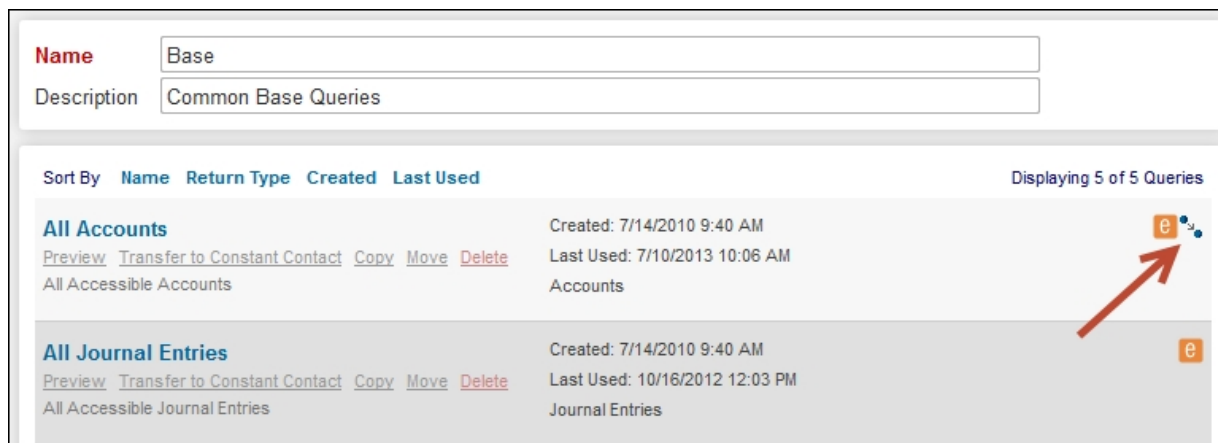 Name Base
Description Common Base Queries
Sort By Name Return Type Created Last Used Displaying 5 of 5 Queries
All Accounts Created: 7/14/2010 9:40 AM e
Preview Transfer to Constant Contact Copy Move Delete Last Used: 7/10/2013 10:06 AM
All Accessible Accounts Accounts
All Journal Entries Created: 7/14/2010 9:40 AM e
Preview Transfer to Constant Contact Copy Move Delete Last Used: 10/16/2012 12:03 PM
All Accessible Journal Entries Journal Entries